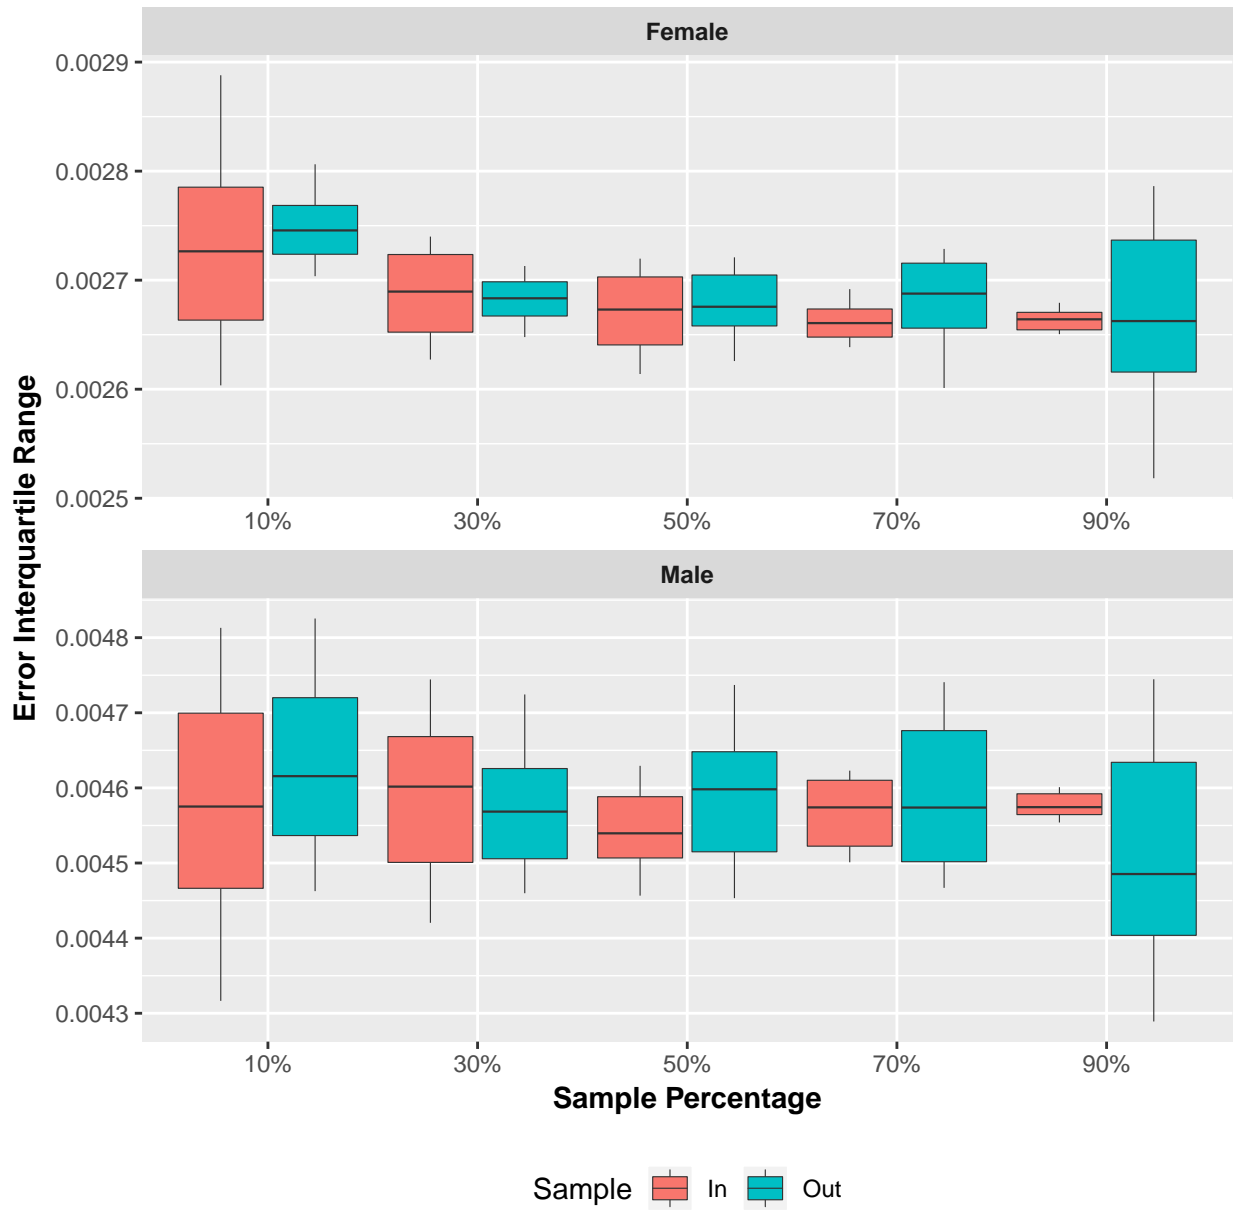 Female
0.0029
0.0028
0.0027
0.0026
0.0025
10% 30% 50% 70% 90%
Error Interquartile Range
Male
0.0048
0.0047
0.0046
0.0045
0.0044
0.0043
10% 30% 50% 70% 90%
Sample Percentage
Sample In Out